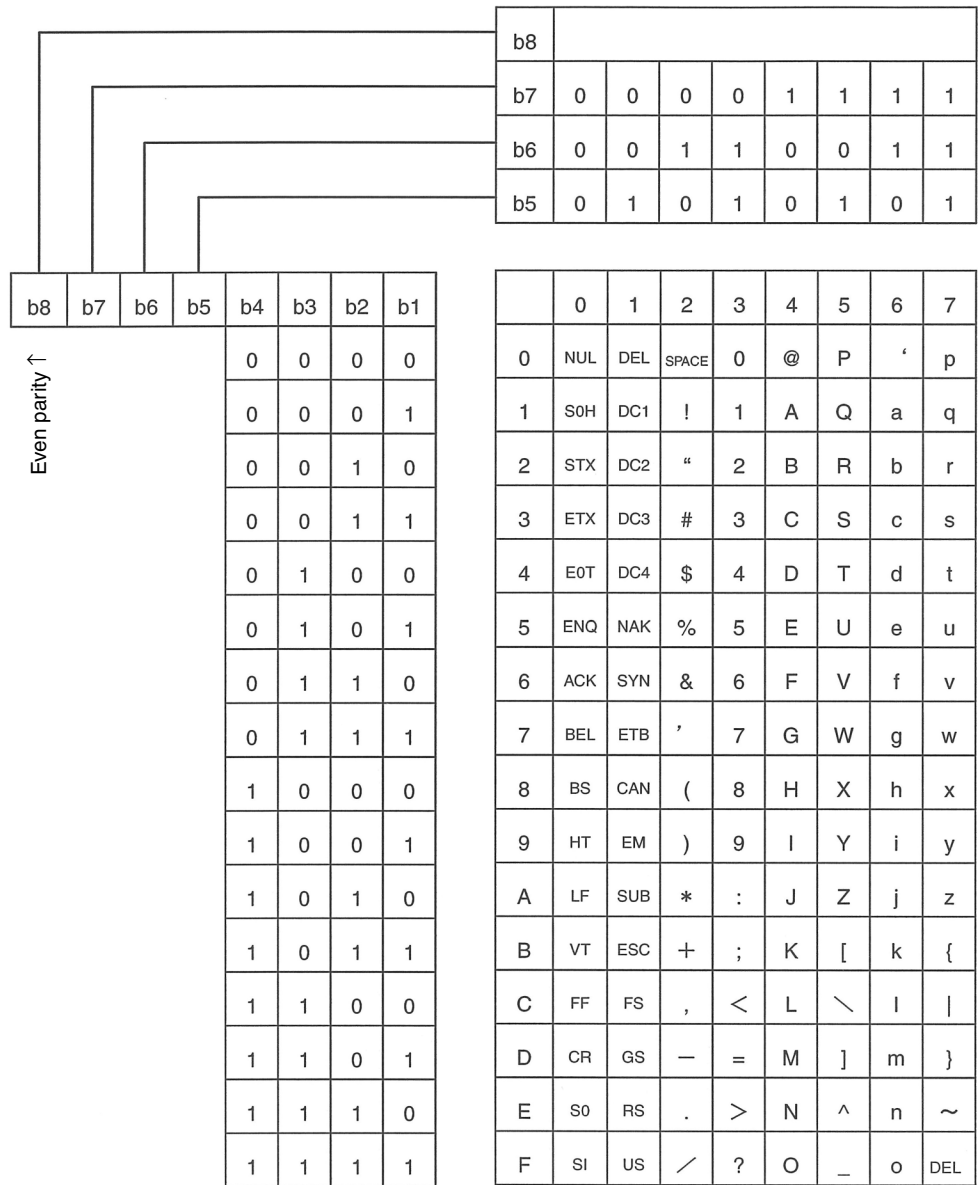 b8
b7 0 0 0 0 1 1 1 1
b6 0 0 1 1 0 0 1 1
b5 0 1 0 1 0 1 0 1
b8 b7 b6 b5 b4 b3 b2 b1
0 0 0 0
0 0 0 1
0 0 1 0
0 0 1 1
0 1 0 0
0 1 0 1
0 1 1 0
0 1 1 1
1 0 0 0
1 0 0 1
1 0 1 0
1 0 1 1
1 1 0 0
1 1 0 1
1 1 1 0
1 1 1 1
Even parity ↑
0 1 2 3 4 5 6 7
0 NUL DEL SPACE 0 @ P ‘ p
1 S0H DC1 ! 1 A Q a q
2 STX DC2 “ 2 B R b r
3 ETX DC3 # 3 C S c s
4 E0T DC4 $ 4 D T d t
5 ENQ NAK % 5 E U e u
6 ACK SYN & 6 F V f v
7 BEL ETB ’ 7 G W g w
8 BS CAN ( 8 H X h x
9 HT EM ) 9 I Y i y
A LF SUB * : J Z j z
B VT ESC + ; K [ k {
C FF FS , < L \ l |
D CR GS — = M ] m }
E S0 RS . > N ^ n ~
F SI US / ? O _ o DEL